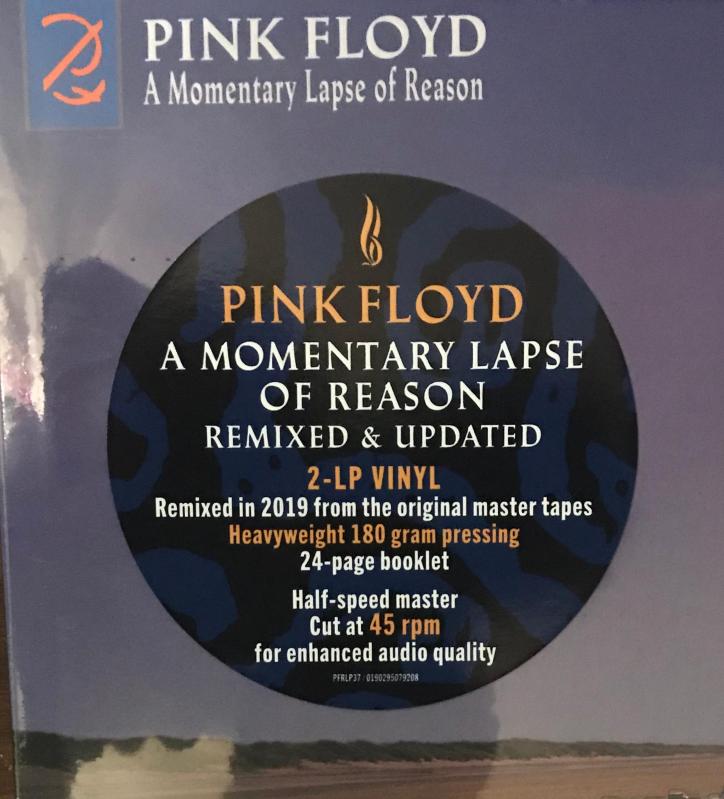 PINK FLOYD
A Momentary Lapse of Reason
PINK FLOYD
A MOMENTARY LAPSE
OF REASON
REMIXED & UPDATED
2-LP VINYL
Remixed in 2019 from the original master tapes
Heavyweight 180 gram pressing
24-page booklet
Half-speed master
Cut at 45 rpm
for enhanced audio quality
PFRLP37 / 0190295079208